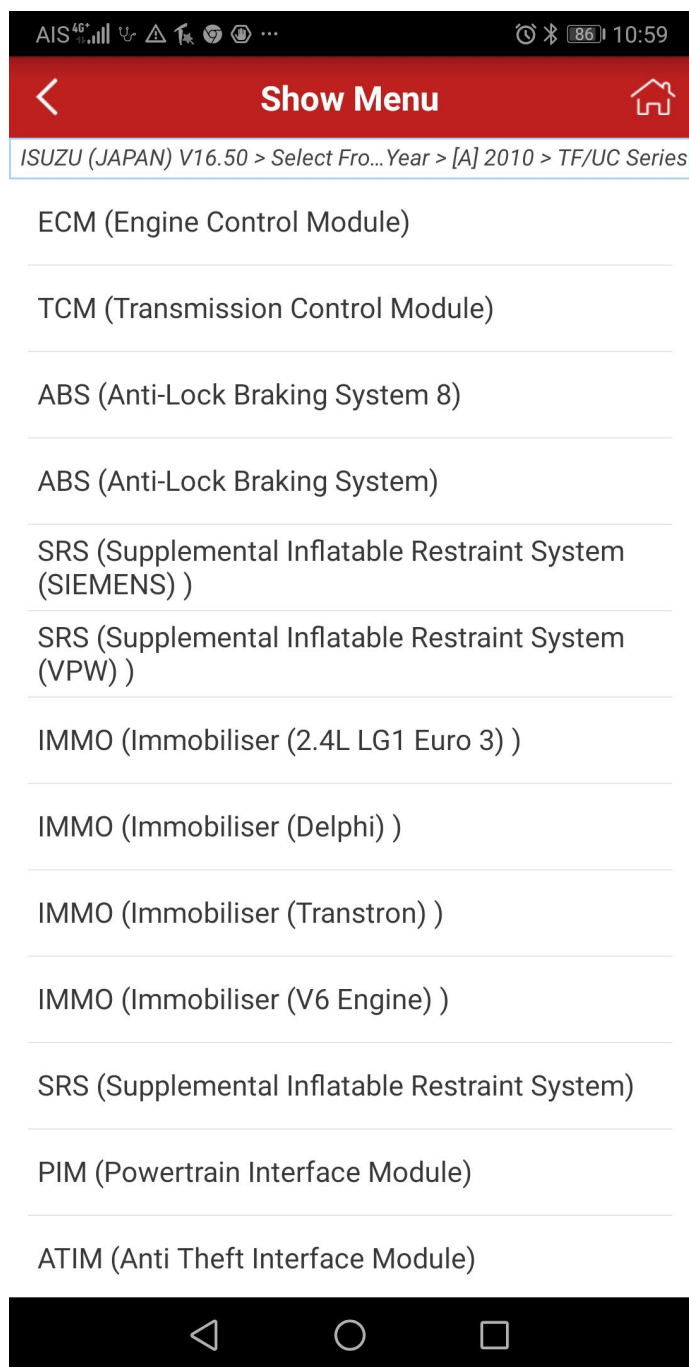 AIS 4G+ 86 10:59
Show Menu
ISUZU (JAPAN) V16.50 > Select Fro...Year > [A] 2010 > TF/UC Series
ECM (Engine Control Module)
TCM (Transmission Control Module)
ABS (Anti-Lock Braking System 8)
ABS (Anti-Lock Braking System)
SRS (Supplemental Inflatable Restraint System
(SIEMENS) )
SRS (Supplemental Inflatable Restraint System
(VPW) )
IMMO (Immobiliser (2.4L LG1 Euro 3) )
IMMO (Immobiliser (Delphi) )
IMMO (Immobiliser (Transtron) )
IMMO (Immobiliser (V6 Engine) )
SRS (Supplemental Inflatable Restraint System)
PIM (Powertrain Interface Module)
ATIM (Anti Theft Interface Module)